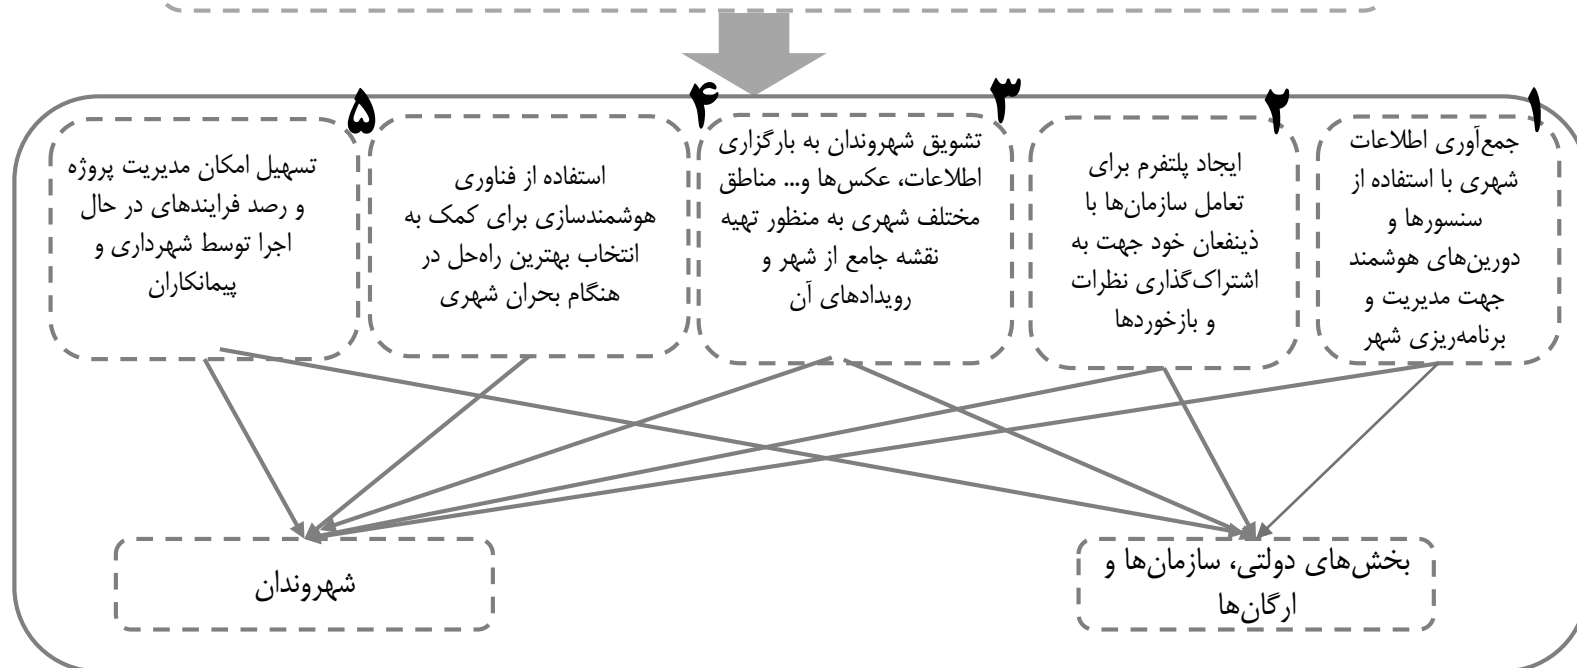 ۱
جمع‌آوری اطلاعات
شهری با استفاده از
سنسورها و
دورین‌های هوشمند
جهت مدیریت و
برنامه‌ریزی شهر
۲
ایجاد پلتفرم برای
تعامل سازمان‌ها با
ذینفعان خود جهت به
اشتراک‌گذاری نظرات
و بازخوردها
۳
تشویق شهروندان به بارگزاری
اطلاعات، عکس‌ها و... مناطق
مختلف شهری به منظور تهیه
نقشه جامع از شهر و
رویدادهای آن
۴
استفاده از فناوری
هوشمندسازی برای کمک به
انتخاب بهترین راه‌حل در
هنگام بحران شهری
۵
تسهیل امکان مدیریت پروژه
و رصد فرایندهای در حال
اجرا توسط شهرداری و
پیمانکاران
بخش‌های دولتی، سازمان‌ها و
ارگان‌ها
شهروندان